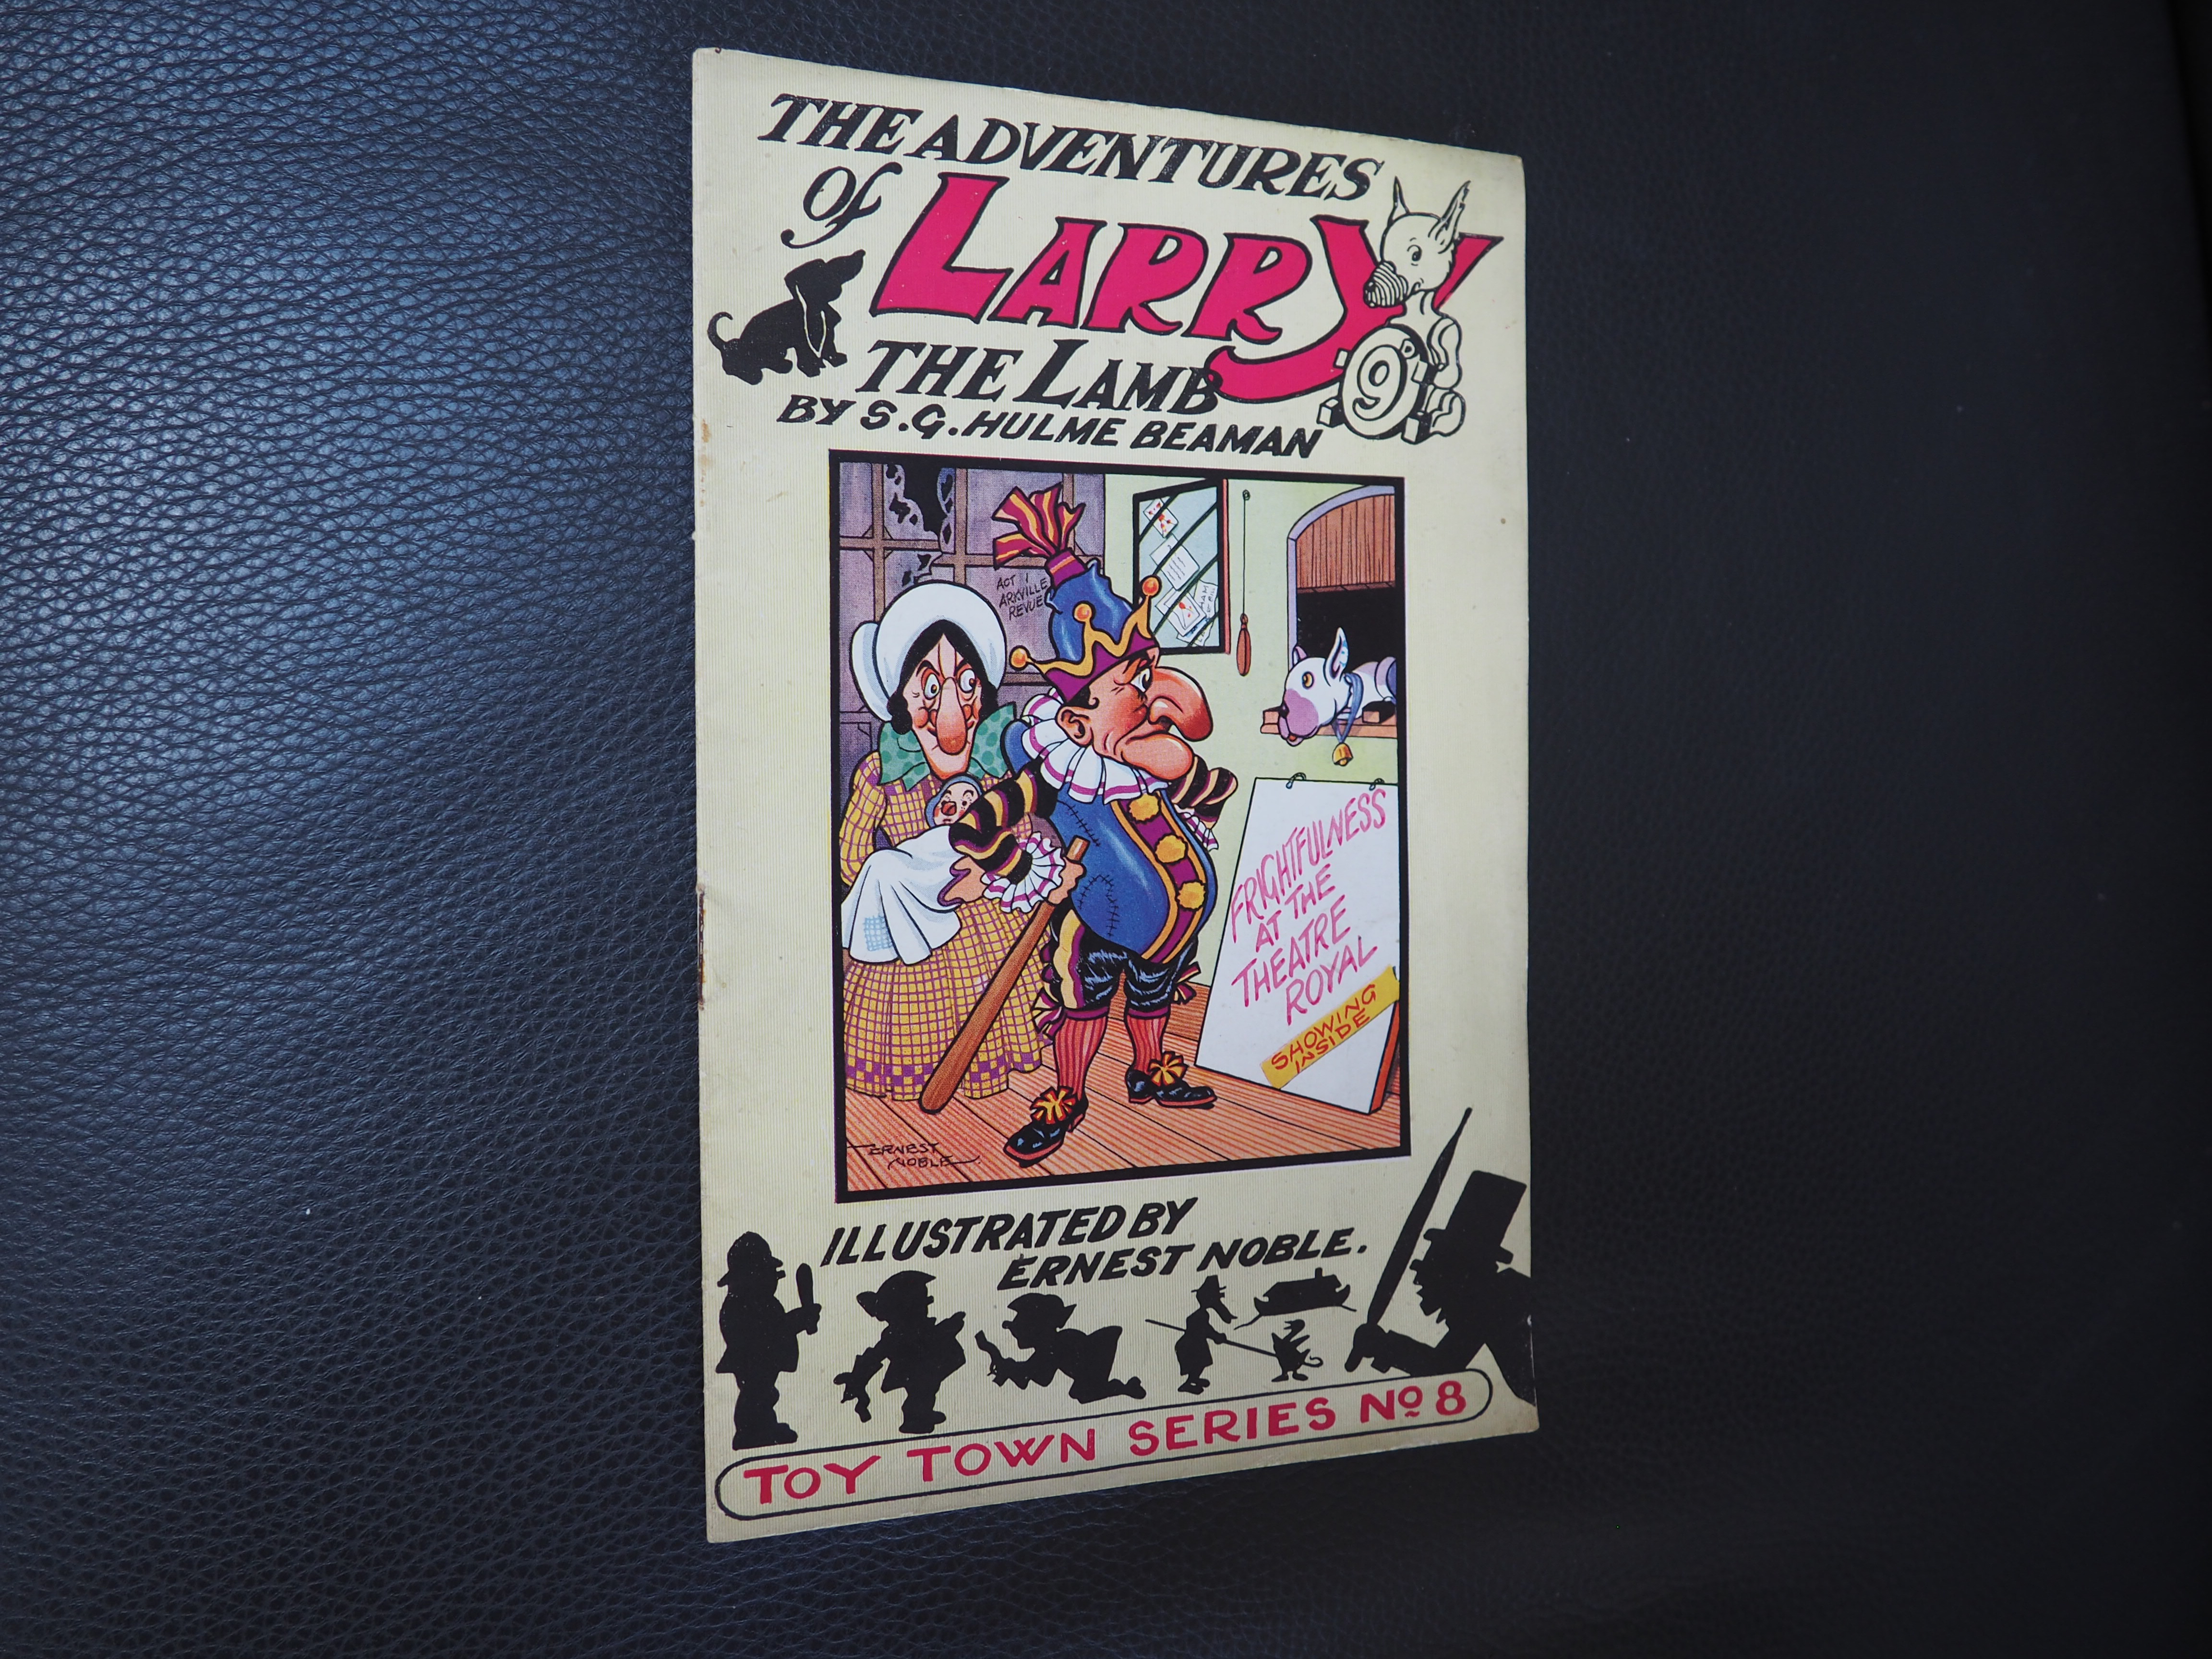 THE ADVENTURES
of LARRY
THE LAMB
9D
BY S.G. HULME BEAMAN
ACT I
ARKVILLE
REVUE
FRIGHTFULNESS
AT THE
THEATRE
ROYAL
SHOWING
INSIDE
ERNEST
NOBLE
ILLUSTRATED BY
ERNEST NOBLE.
TOY TOWN SERIES No 8